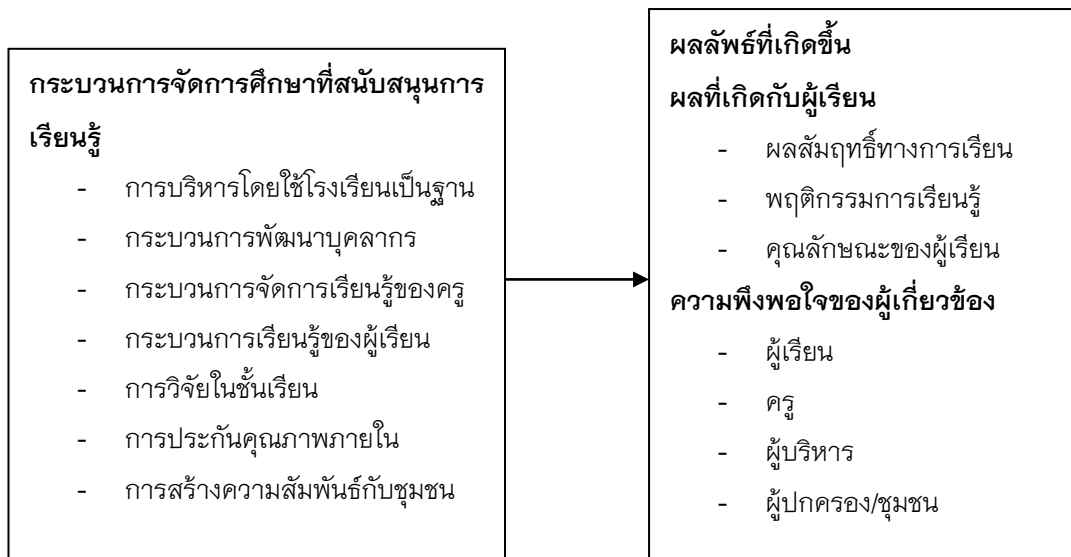 กระบวนการจัดการศึกษาที่สนับสนุนการ
เรียนรู้
- การบริหารโดยใช้โรงเรียนเป็นฐาน
- กระบวนการพัฒนาบุคลากร
- กระบวนการจัดการเรียนรู้ของครู
- กระบวนการเรียนรู้ของผู้เรียน
- การวิจัยในชั้นเรียน
- การประกันคุณภาพภายใน
- การสร้างความสัมพันธ์กับชุมชน
ผลลัพธ์ที่เกิดขึ้น
ผลที่เกิดกับผู้เรียน
- ผลสัมฤทธิ์ทางการเรียน
- พฤติกรรมการเรียนรู้
- คุณลักษณะของผู้เรียน
ความพึงพอใจของผู้เกี่ยวข้อง
- ผู้เรียน
- ครู
- ผู้บริหาร
- ผู้ปกครอง/ชุมชน